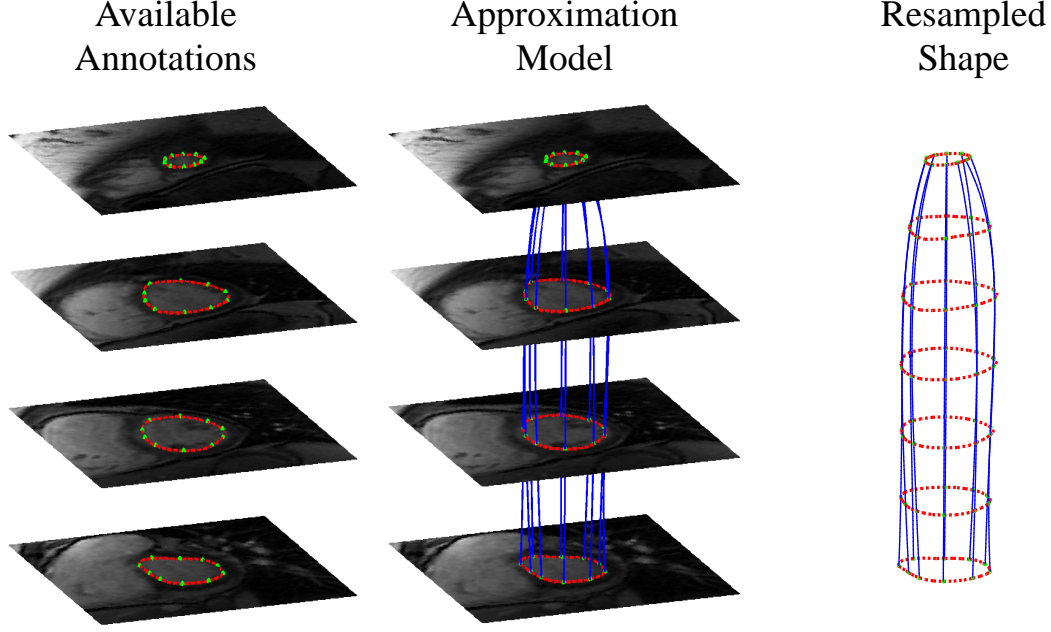 Available
Annotations
Approximation
Model
Resampled
Shape